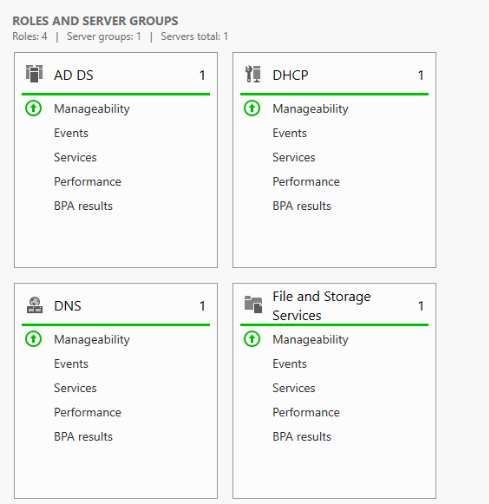 ROLES AND SERVER GROUPS
Roles: 4 | Server groups: 1 | Servers total: 1
AD DS 1
Manageability
Events
Services
Performance
BPA results
DHCP 1
Manageability
Events
Services
Performance
BPA results
DNS 1
Manageability
Events
Services
Performance
BPA results
File and Storage
Services 1
Manageability
Events
Services
Performance
BPA results